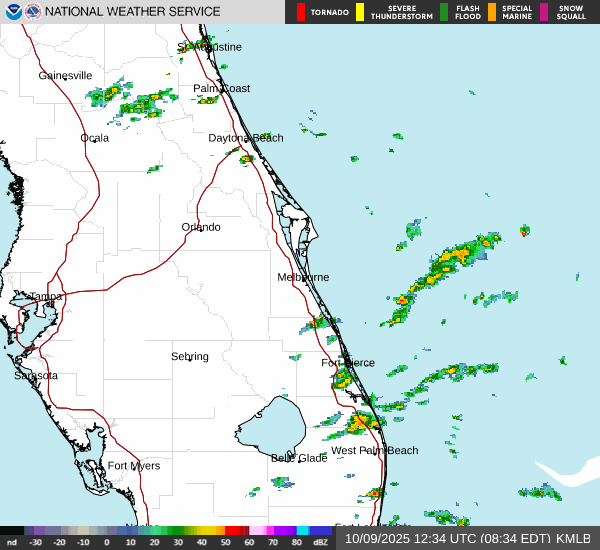 NATIONAL WEATHER SERVICE
TORNADO
SEVERE THUNDERSTORM
FLASH FLOOD
SPECIAL MARINE
SNOW SQUALL
St. Augustine
Gainesville
Palm Coast
Ocala
Daytona Beach
Orlando
Melbourne
Tampa
Sebring
Fort Pierce
Sarasota
West Palm Beach
Belle Glade
Fort Myers
nd -30 -20 -10 0 10 20 30 40 50 60 70 80 dBZ
10/09/2025 12:34 UTC (08:34 EDT) KMLB